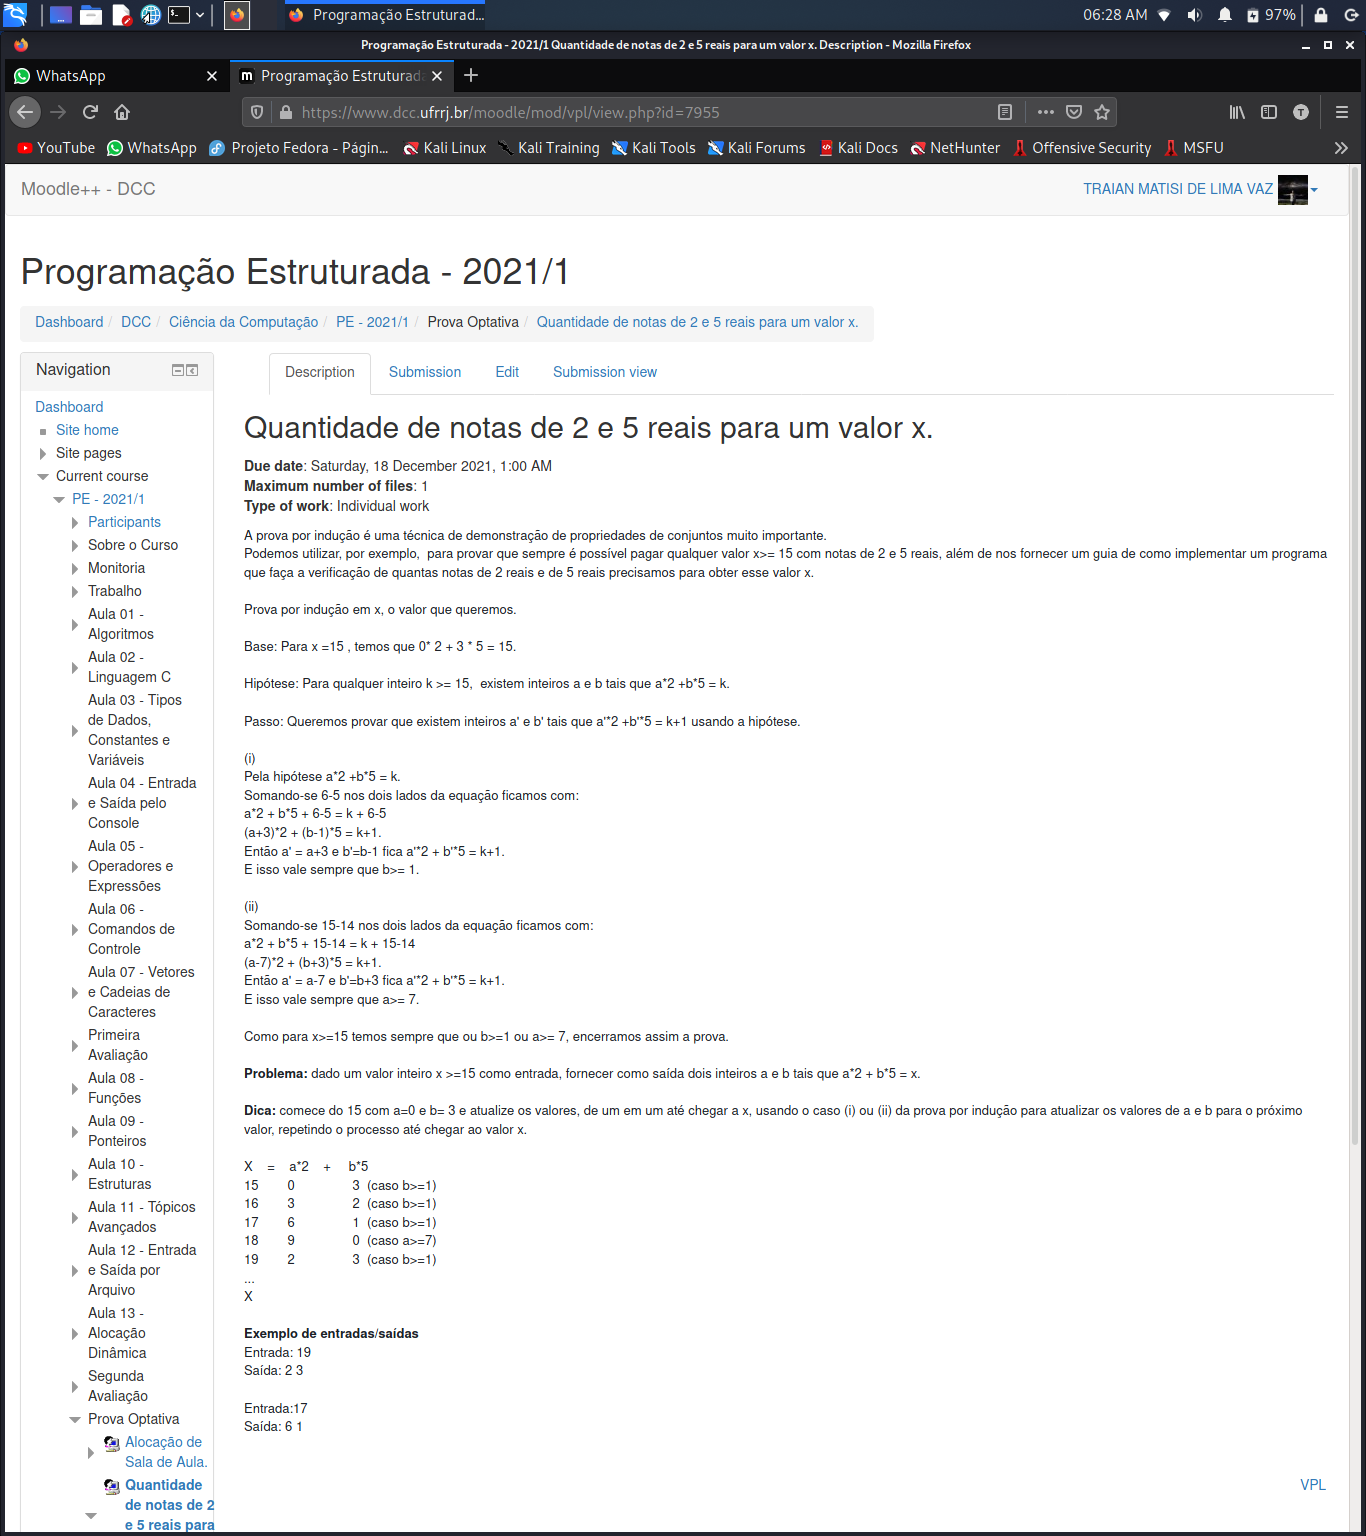 Programação Estruturad...
06:28 AM
97%
Programação Estruturada - 2021/1 Quantidade de notas de 2 e 5 reais para um valor x. Description - Mozilla Firefox
WhatsApp
Programação Estruturada
https://www.dcc.ufrrj.br/moodle/mod/vpl/view.php?id=7955
T
YouTube
WhatsApp
Projeto Fedora - Págin...
Kali Linux
Kali Training
Kali Tools
Kali Forums
Kali Docs
NetHunter
Offensive Security
MSFU
Moodle++ - DCC
TRAIAN MATISI DE LIMA VAZ
Programação Estruturada - 2021/1
Dashboard / DCC / Ciência da Computação / PE - 2021/1 / Prova Optativa / Quantidade de notas de 2 e 5 reais para um valor x.
Navigation
Dashboard
Site home
Site pages
Current course
PE - 2021/1
Participants
Sobre o Curso
Monitoria
Trabalho
Aula 01 -
Algoritmos
Aula 02 -
Linguagem C
Aula 03 - Tipos
de Dados,
Constantes e
Variáveis
Aula 04 - Entrada
e Saída pelo
Console
Aula 05 -
Operadores e
Expressões
Aula 06 -
Comandos de
Controle
Aula 07 - Vetores
e Cadeias de
Caracteres
Primeira
Avaliação
Aula 08 -
Funções
Aula 09 -
Ponteiros
Aula 10 -
Estruturas
Aula 11 - Tópicos
Avançados
Aula 12 - Entrada
e Saída por
Arquivo
Aula 13 -
Alocação
Dinâmica
Segunda
Avaliação
Prova Optativa
Alocação de
Sala de Aula.
Quantidade
de notas de 2
e 5 reais para
Description
Submission
Edit
Submission view
Quantidade de notas de 2 e 5 reais para um valor x.
Due date: Saturday, 18 December 2021, 1:00 AM
Maximum number of files: 1
Type of work: Individual work
A prova por indução é uma técnica de demonstração de propriedades de conjuntos muito importante.
Podemos utilizar, por exemplo,  para provar que sempre é possível pagar qualquer valor x>= 15 com notas de 2 e 5 reais, além de nos fornecer um guia de como implementar um programa
que faça a verificação de quantas notas de 2 reais e de 5 reais precisamos para obter esse valor x.
Prova por indução em x, o valor que queremos.
Base: Para x =15 , temos que 0* 2 + 3 * 5 = 15.
Hipótese: Para qualquer inteiro k >= 15,  existem inteiros a e b tais que a*2 +b*5 = k.
Passo: Queremos provar que existem inteiros a' e b' tais que a'*2 +b'*5 = k+1 usando a hipótese.
(i)
Pela hipótese a*2 +b*5 = k.
Somando-se 6-5 nos dois lados da equação ficamos com:
a*2 + b*5 + 6-5 = k + 6-5
(a+3)*2 + (b-1)*5 = k+1.
Então a' = a+3 e b'=b-1 fica a'*2 + b'*5 = k+1.
E isso vale sempre que b>= 1.
(ii)
Somando-se 15-14 nos dois lados da equação ficamos com:
a*2 + b*5 + 15-14 = k + 15-14
(a-7)*2 + (b+3)*5 = k+1.
Então a' = a-7 e b'=b+3 fica a'*2 + b'*5 = k+1.
E isso vale sempre que a>= 7.
Como para x>=15 temos sempre que ou b>=1 ou a>= 7, encerramos assim a prova.
Problema: dado um valor inteiro x >=15 como entrada, fornecer como saída dois inteiros a e b tais que a*2 + b*5 = x.
Dica: comece do 15 com a=0 e b= 3 e atualize os valores, de um em um até chegar a x, usando o caso (i) ou (ii) da prova por indução para atualizar os valores de a e b para o próximo
valor, repetindo o processo até chegar ao valor x.
X = a*2 + b*5
15 0 3 (caso b>=1)
16 3 2 (caso b>=1)
17 6 1 (caso b>=1)
18 9 0 (caso a>=7)
19 2 3 (caso b>=1)
...
X
Exemplo de entradas/saídas
Entrada: 19
Saída: 2 3
Entrada:17
Saída: 6 1
VPL